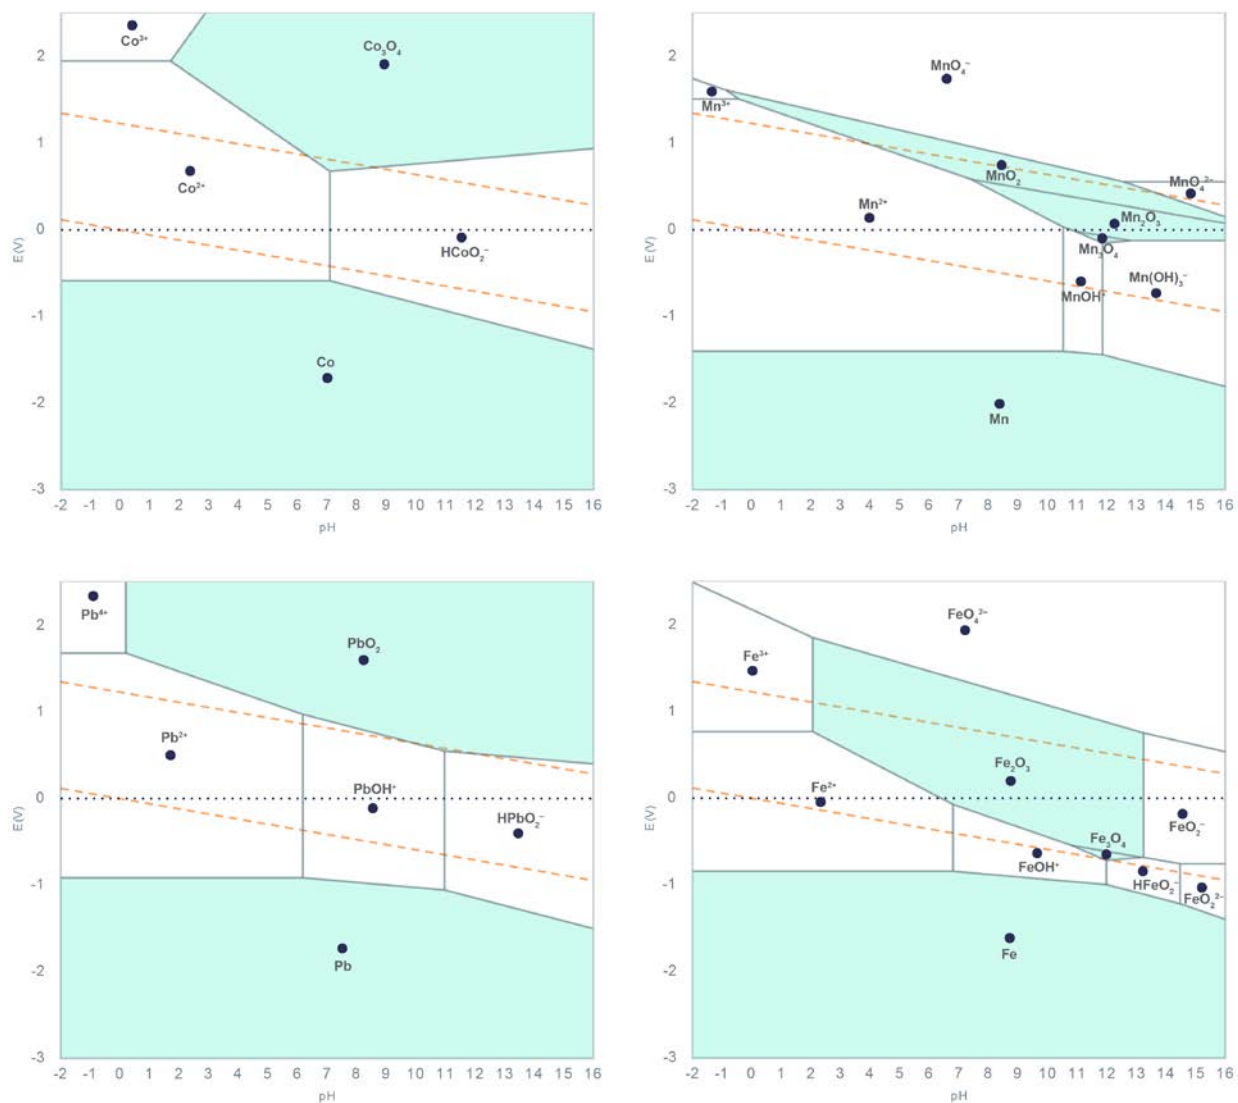 2
1
0
-1
-2
-3
E(V)
Co³⁺
Co₃O₄
Co²⁺
HCoO₂⁻
Co
-2 -1 0 1 2 3 4 5 6 7 8 9 10 11 12 13 14 15 16
pH
2
1
0
-1
-2
-3
E(V)
MnO₄⁻
Mn³⁺
MnO₂
MnO₄²⁻
Mn²⁺
Mn₂O₃
Mn₃O₄
Mn(OH)₃⁻
MnOH⁺
Mn
-2 -1 0 1 2 3 4 5 6 7 8 9 10 11 12 13 14 15 16
pH
2
1
0
-1
-2
-3
E(V)
Pb⁴⁺
PbO₂
Pb²⁺
PbOH⁺
HPbO₂⁻
Pb
-2 -1 0 1 2 3 4 5 6 7 8 9 10 11 12 13 14 15 16
pH
2
1
0
-1
-2
-3
E(V)
FeO₄²⁻
Fe³⁺
Fe₂O₃
Fe²⁺
FeO₂⁻
Fe₃O₄
FeOH⁺
HFeO₂⁻
FeO₂²⁻
Fe
-2 -1 0 1 2 3 4 5 6 7 8 9 10 11 12 13 14 15 16
pH